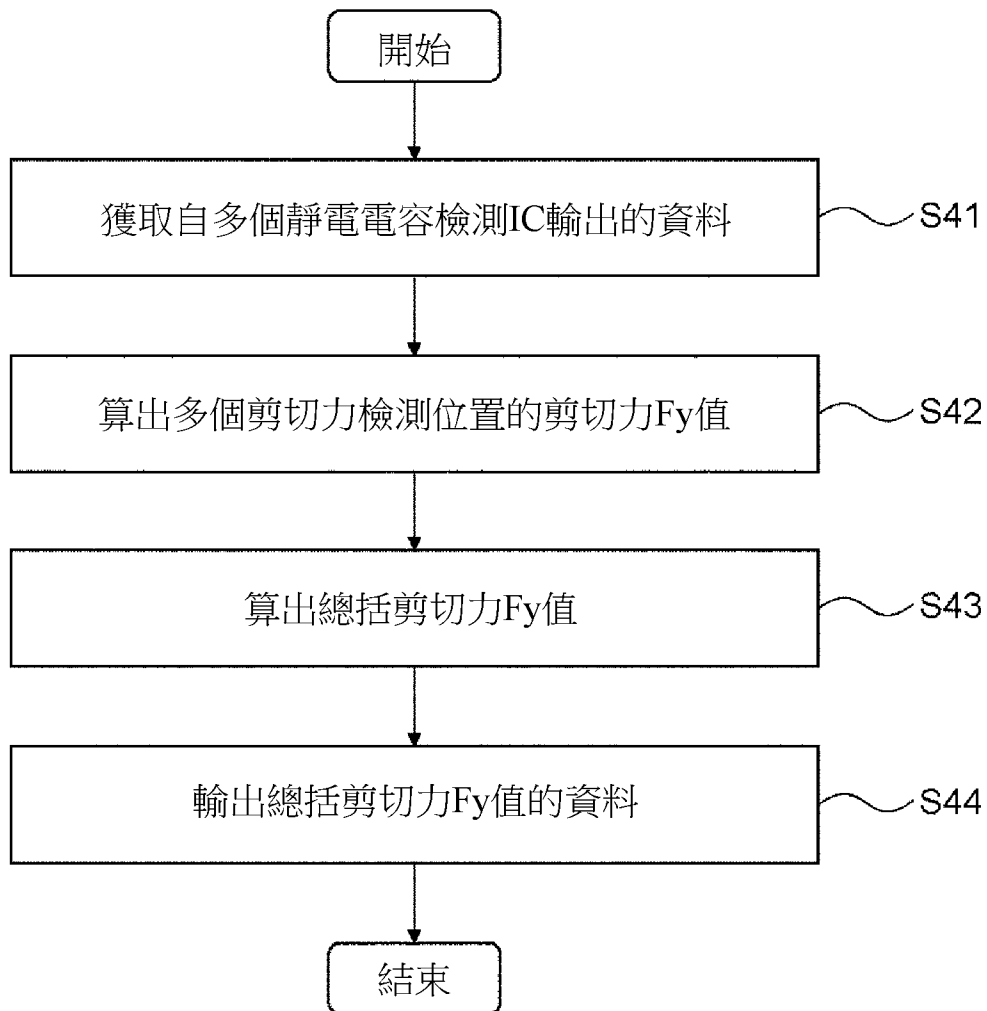 開始
獲取自多個靜電電容檢測IC輸出的資料
S41
算出多個剪切力檢測位置的剪切力Fy值
S42
算出總括剪切力Fy值
S43
輸出總括剪切力Fy值的資料
S44
結束